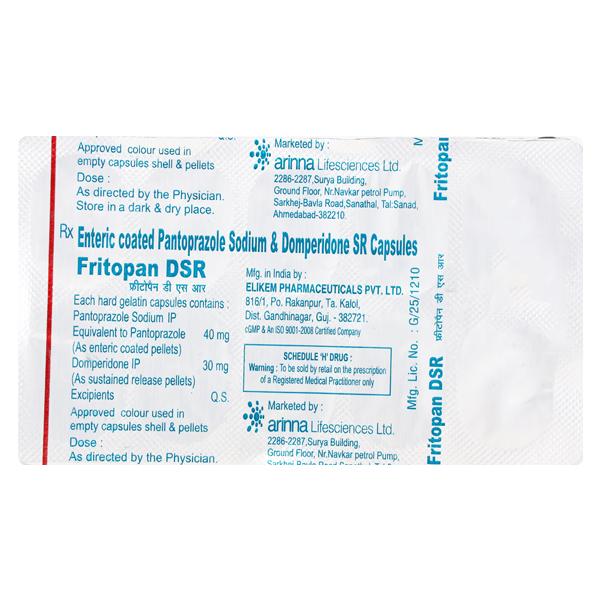 Q.S.
Approved colour used in
empty capsules shell & pellets
Dose :
As directed by the Physician.
Store in a dark & dry place.
Marketed by :
arinna Lifesciences Ltd.
2286-2287,Surya Building,
Ground Floor, Nr.Navkar petrol Pump,
Sarkhej-Bavla Road,Sanathal, Tal:Sanad,
Ahmedabad-382210.
Rx Enteric coated Pantoprazole Sodium & Domperidone SR Capsules
Fritopan DSR
फ्रीटोपॅन डी एस आर
Each hard gelatin capsules contains :
Pantoprazole Sodium IP
Equivalent to Pantoprazole 40 mg
(As enteric coated pellets)
Domperidone IP 30 mg
(As sustained release pellets)
Excipients Q.S.
Approved colour used in
empty capsules shell & pellets
Dose :
As directed by the Physician.
Mfg. in India by :
ELIKEM PHARMACEUTICALS PVT. LTD.
816/1, Po. Rakanpur, Ta. Kalol,
Dist. Gandhinagar, Guj. - 382721.
cGMP & An ISO 9001-2008 Certified Company
SCHEDULE 'H' DRUG :
Warning : To be sold by retail on the prescription
of a Registered Medical Practitioner only
Marketed by :
arinna Lifesciences Ltd.
2286-2287,Surya Building,
Ground Floor, Nr.Navkar petrol Pump,
Mfg. Lic. No. : G/25/1210
Fritopan DSR फ्रीटोपॅन डी एस आर
Fritopan